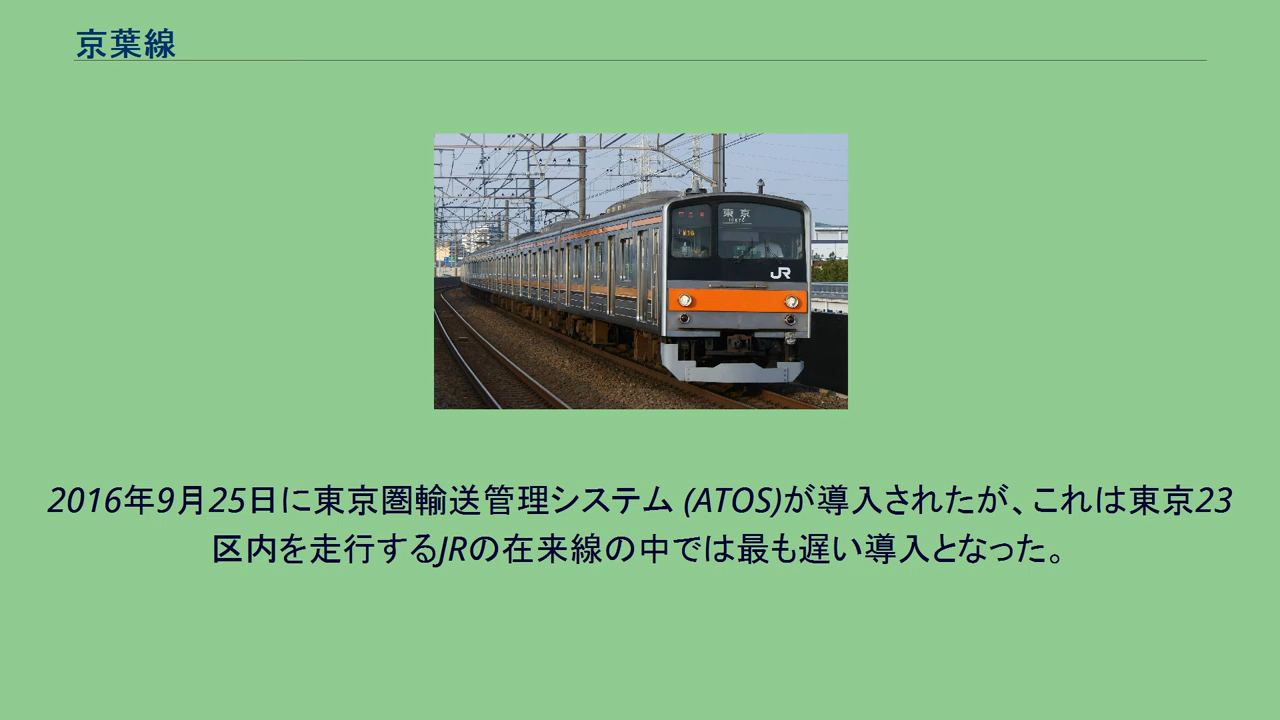 京葉線
東京
JR
2016年9月25日に東京圏輸送管理システム (ATOS)が導入されたが、これは東京23
区内を走行するJRの在来線の中では最も遅い導入となった。